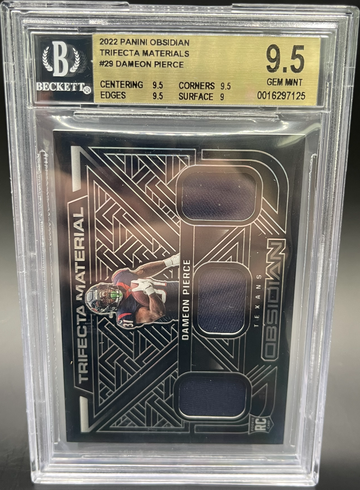 B
BECKETT®
2022 PANINI OBSIDIAN
TRIFECTA MATERIALS
#29 DAMEON PIERCE
CENTERING 9.5 CORNERS 9.5
EDGES 9.5 SURFACE 9
9.5
GEM MINT
0016297125
TRIFECTA MATERIAL
31
DAMEON PIERCE
TEXANS
OBSIDIAN
RC